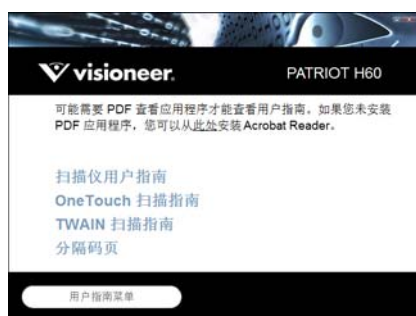 visioneer.
PATRIOT H60
可能需要 PDF 查看应用程序才能查看用户指南。如果您未安装
PDF 应用程序，您可以从此处安装 Acrobat Reader。
扫描仪用户指南
OneTouch 扫描指南
TWAIN 扫描指南
分隔码页
用户指南菜单